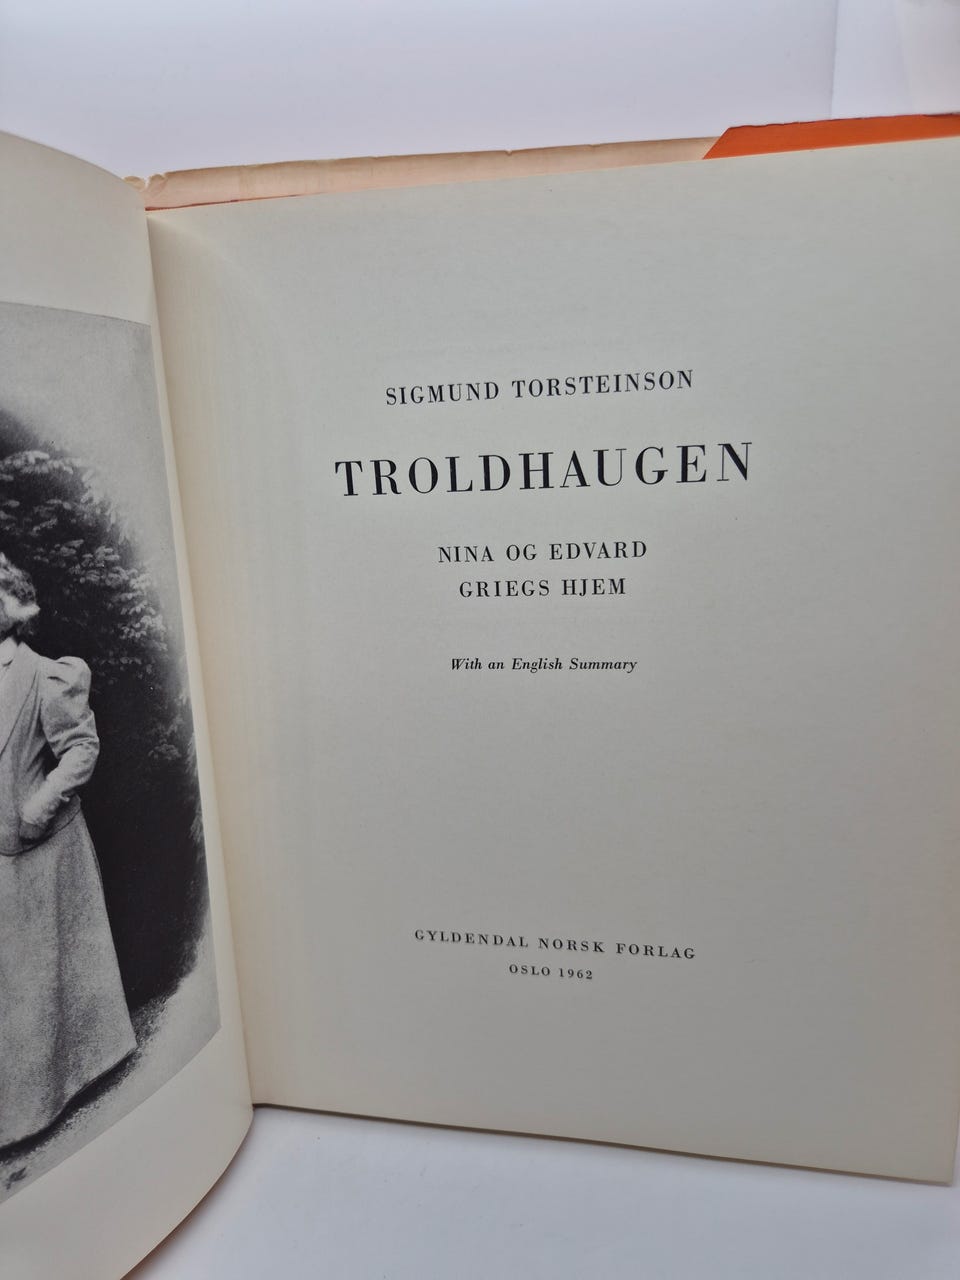 SIGMUND TORSTEINSON
TROLDHAUGEN
NINA OG EDVARD
GRIEGS HJEM
With an English Summary
GYLDENDAL NORSK FORLAG
OSLO 1962